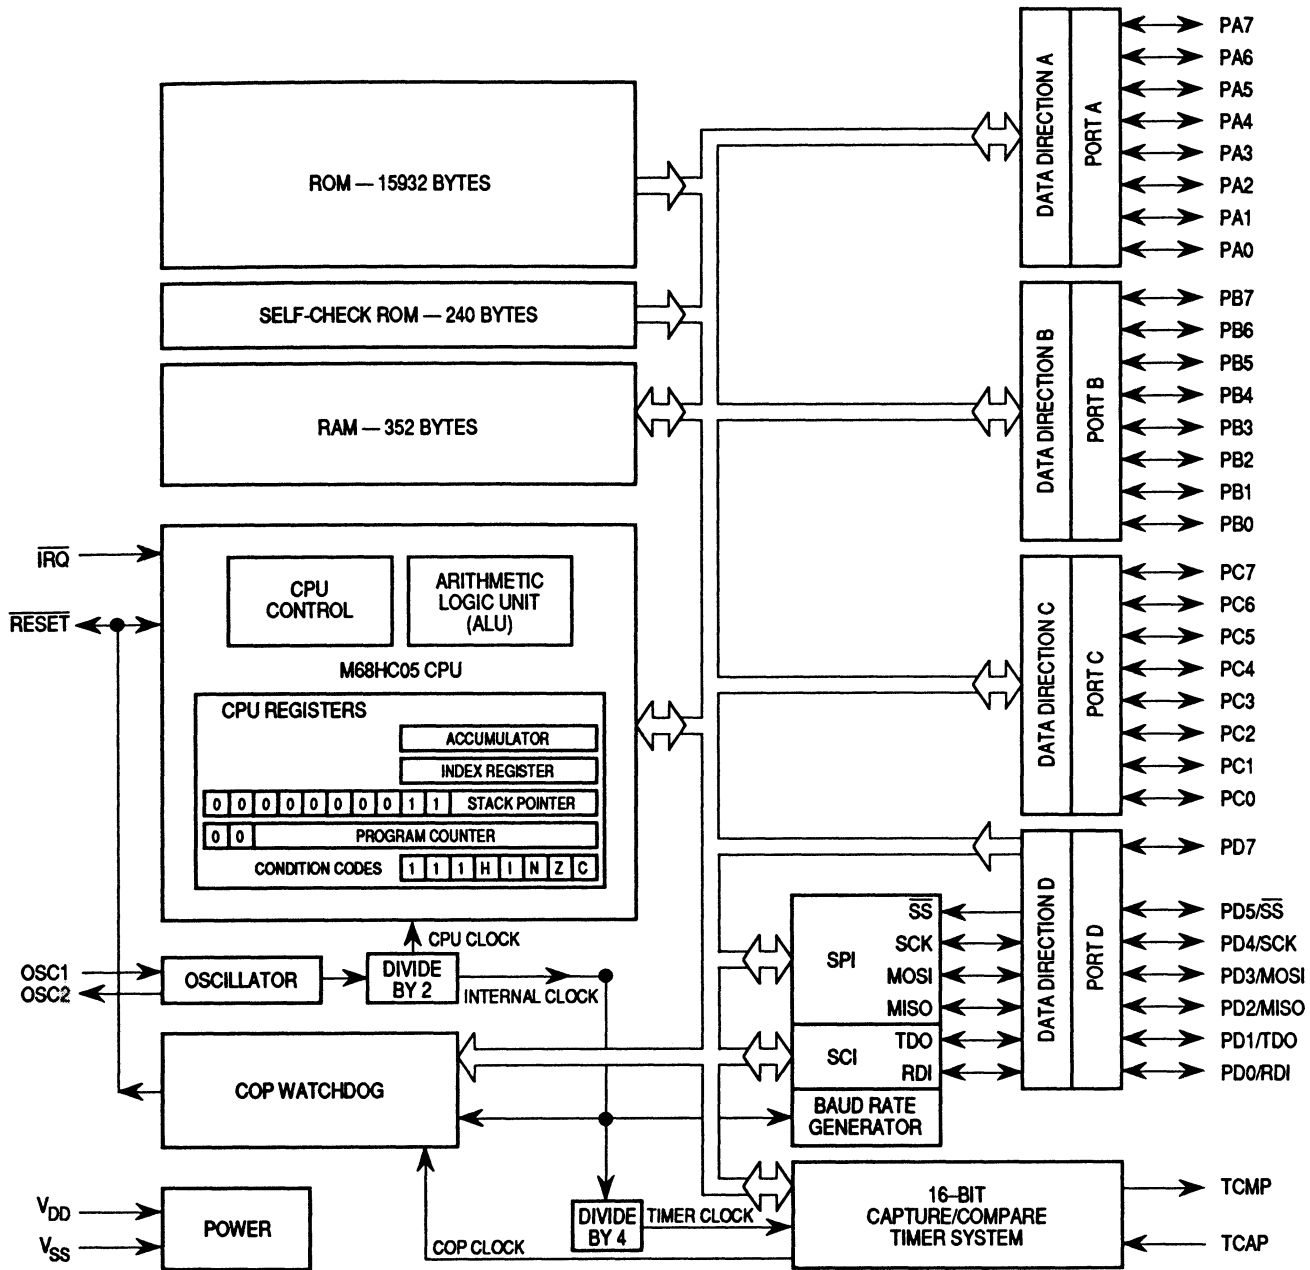 ROM — 15932 BYTES
SELF-CHECK ROM — 240 BYTES
RAM — 352 BYTES
IRQ
RESET
CPU
CONTROL
ARITHMETIC
LOGIC UNIT
(ALU)
M68HC05 CPU
CPU REGISTERS
ACCUMULATOR
INDEX REGISTER
0 0 0 0 0 0 0 0 1 1 STACK POINTER
0 0 PROGRAM COUNTER
CONDITION CODES 1 1 1 H I N Z C
CPU CLOCK
OSC1
OSC2
OSCILLATOR
DIVIDE
BY 2
INTERNAL CLOCK
COP WATCHDOG
VDD
VSS
POWER
DIVIDE
BY 4
TIMER CLOCK
COP CLOCK
DATA DIRECTION A
PORT A
PA7
PA6
PA5
PA4
PA3
PA2
PA1
PA0
DATA DIRECTION B
PORT B
PB7
PB6
PB5
PB4
PB3
PB2
PB1
PB0
DATA DIRECTION C
PORT C
PC7
PC6
PC5
PC4
PC3
PC2
PC1
PC0
DATA DIRECTION D
PORT D
PD7
PD5/SS
PD4/SCK
PD3/MOSI
PD2/MISO
PD1/TDO
PD0/RDI
SPI
SS
SCK
MOSI
MISO
SCI
TDO
RDI
BAUD RATE
GENERATOR
16–BIT
CAPTURE/COMPARE
TIMER SYSTEM
TCMP
TCAP